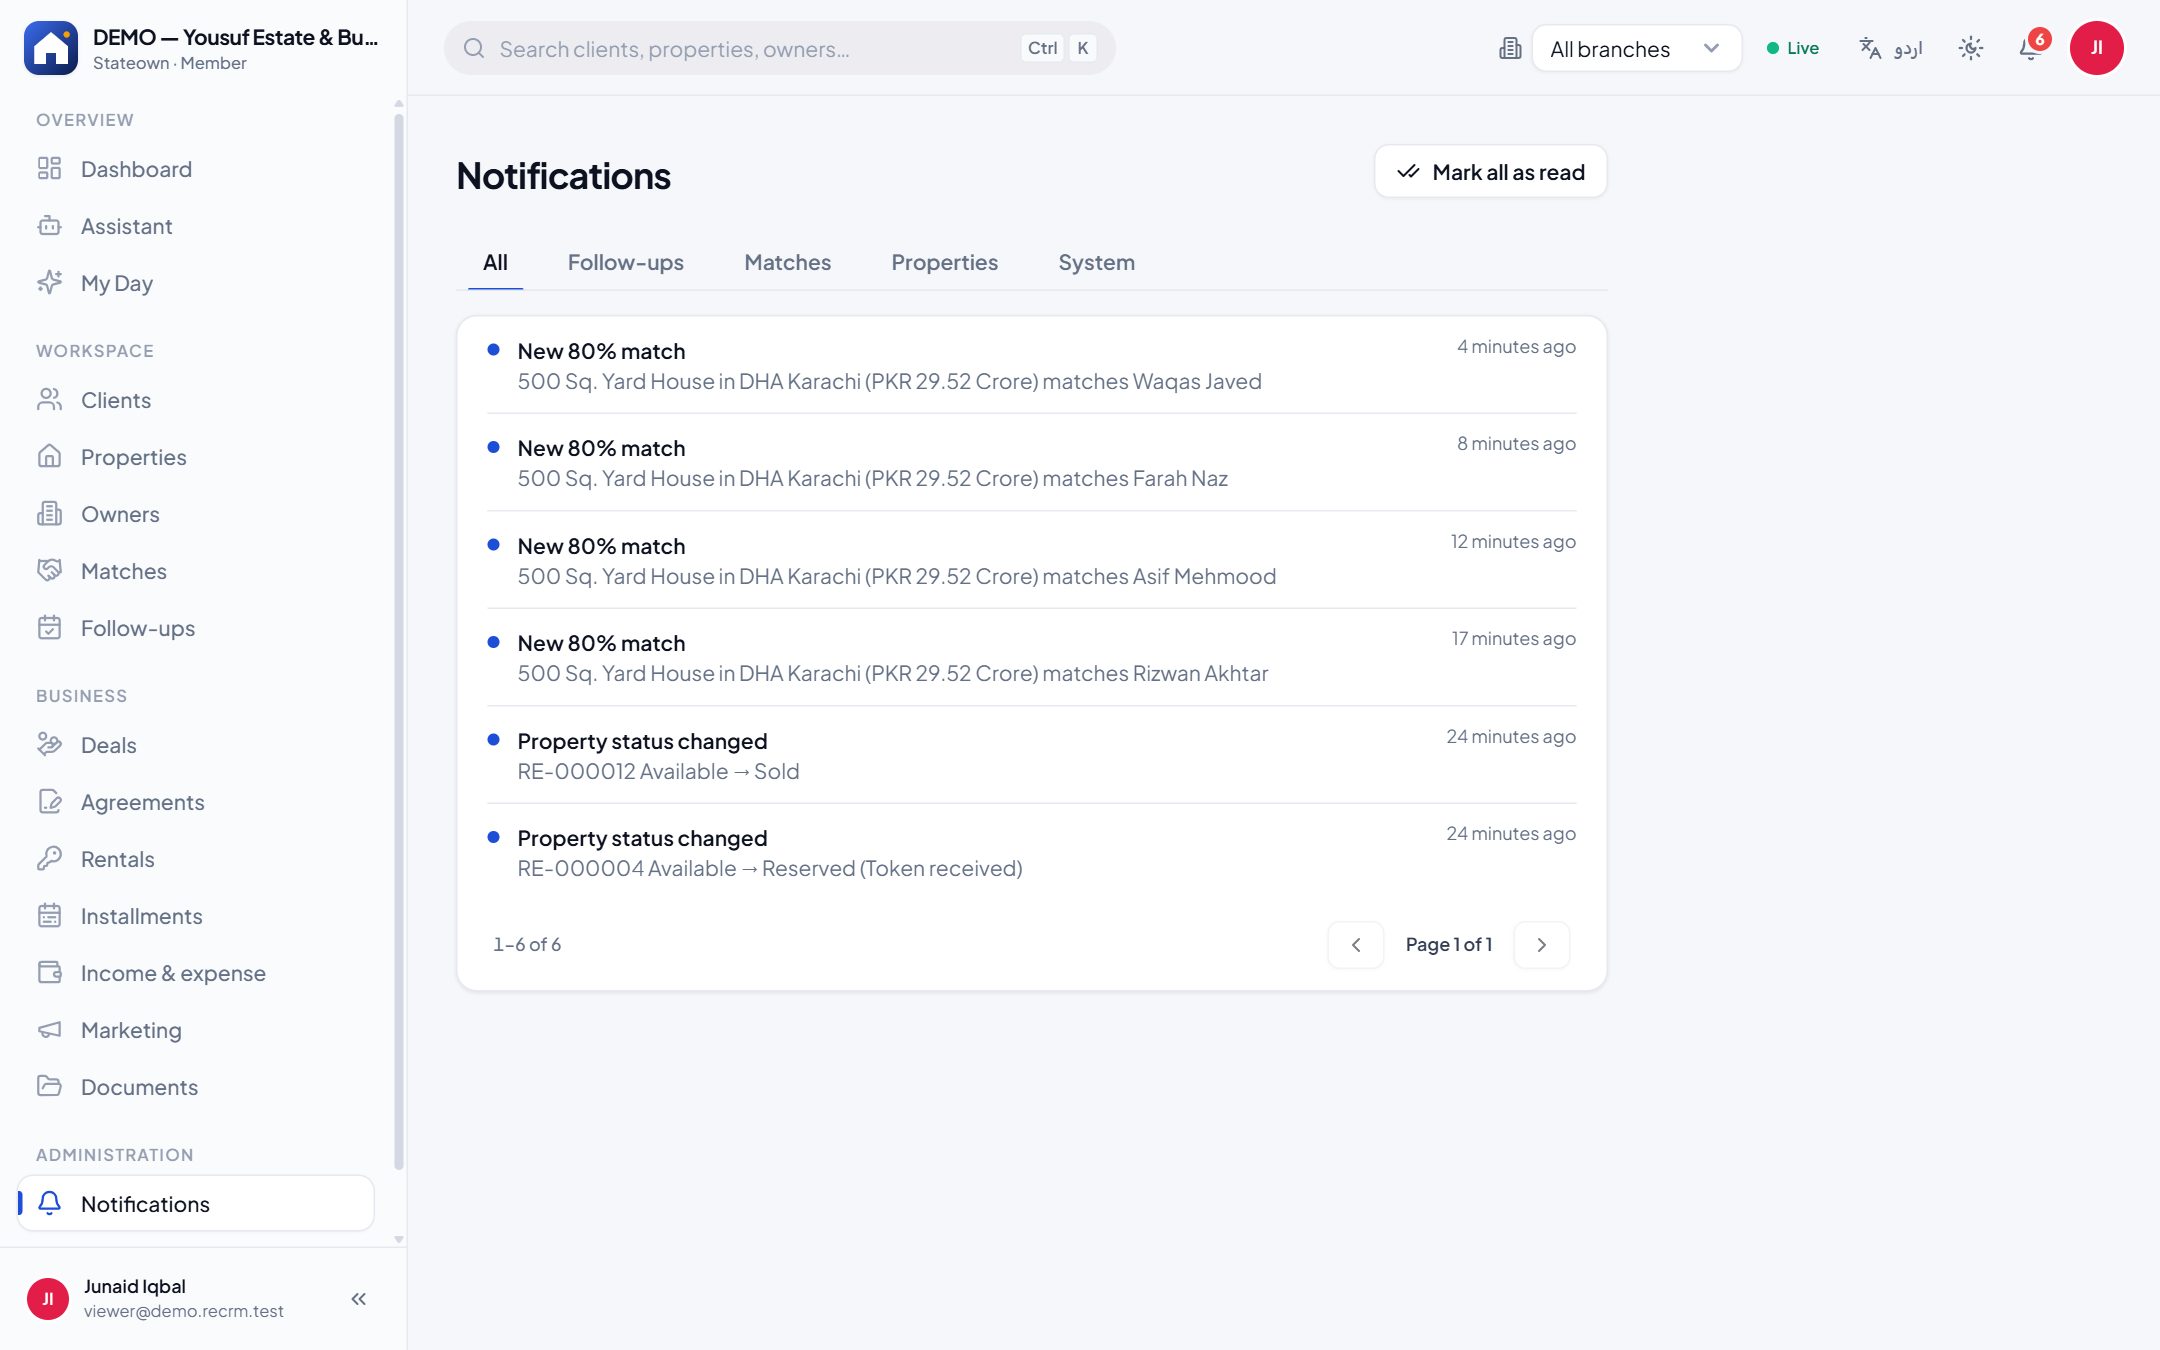 DEMO — Yousuf Estate & Bu...
Stateown · Member
OVERVIEW
Dashboard
Assistant
My Day
WORKSPACE
Clients
Properties
Owners
Matches
Follow-ups
BUSINESS
Deals
Agreements
Rentals
Installments
Income & expense
Marketing
Documents
ADMINISTRATION
Notifications
JI
Junaid Iqbal
viewer@demo.recrm.test
Search clients, properties, owners...
Ctrl K
All branches
Live
اردو
6
JI
Notifications
Mark all as read
All Follow-ups Matches Properties System
New 80% match 4 minutes ago
500 Sq. Yard House in DHA Karachi (PKR 29.52 Crore) matches Waqas Javed
New 80% match 8 minutes ago
500 Sq. Yard House in DHA Karachi (PKR 29.52 Crore) matches Farah Naz
New 80% match 12 minutes ago
500 Sq. Yard House in DHA Karachi (PKR 29.52 Crore) matches Asif Mehmood
New 80% match 17 minutes ago
500 Sq. Yard House in DHA Karachi (PKR 29.52 Crore) matches Rizwan Akhtar
Property status changed 24 minutes ago
RE-000012 Available → Sold
Property status changed 24 minutes ago
RE-000004 Available → Reserved (Token received)
1–6 of 6
Page 1 of 1